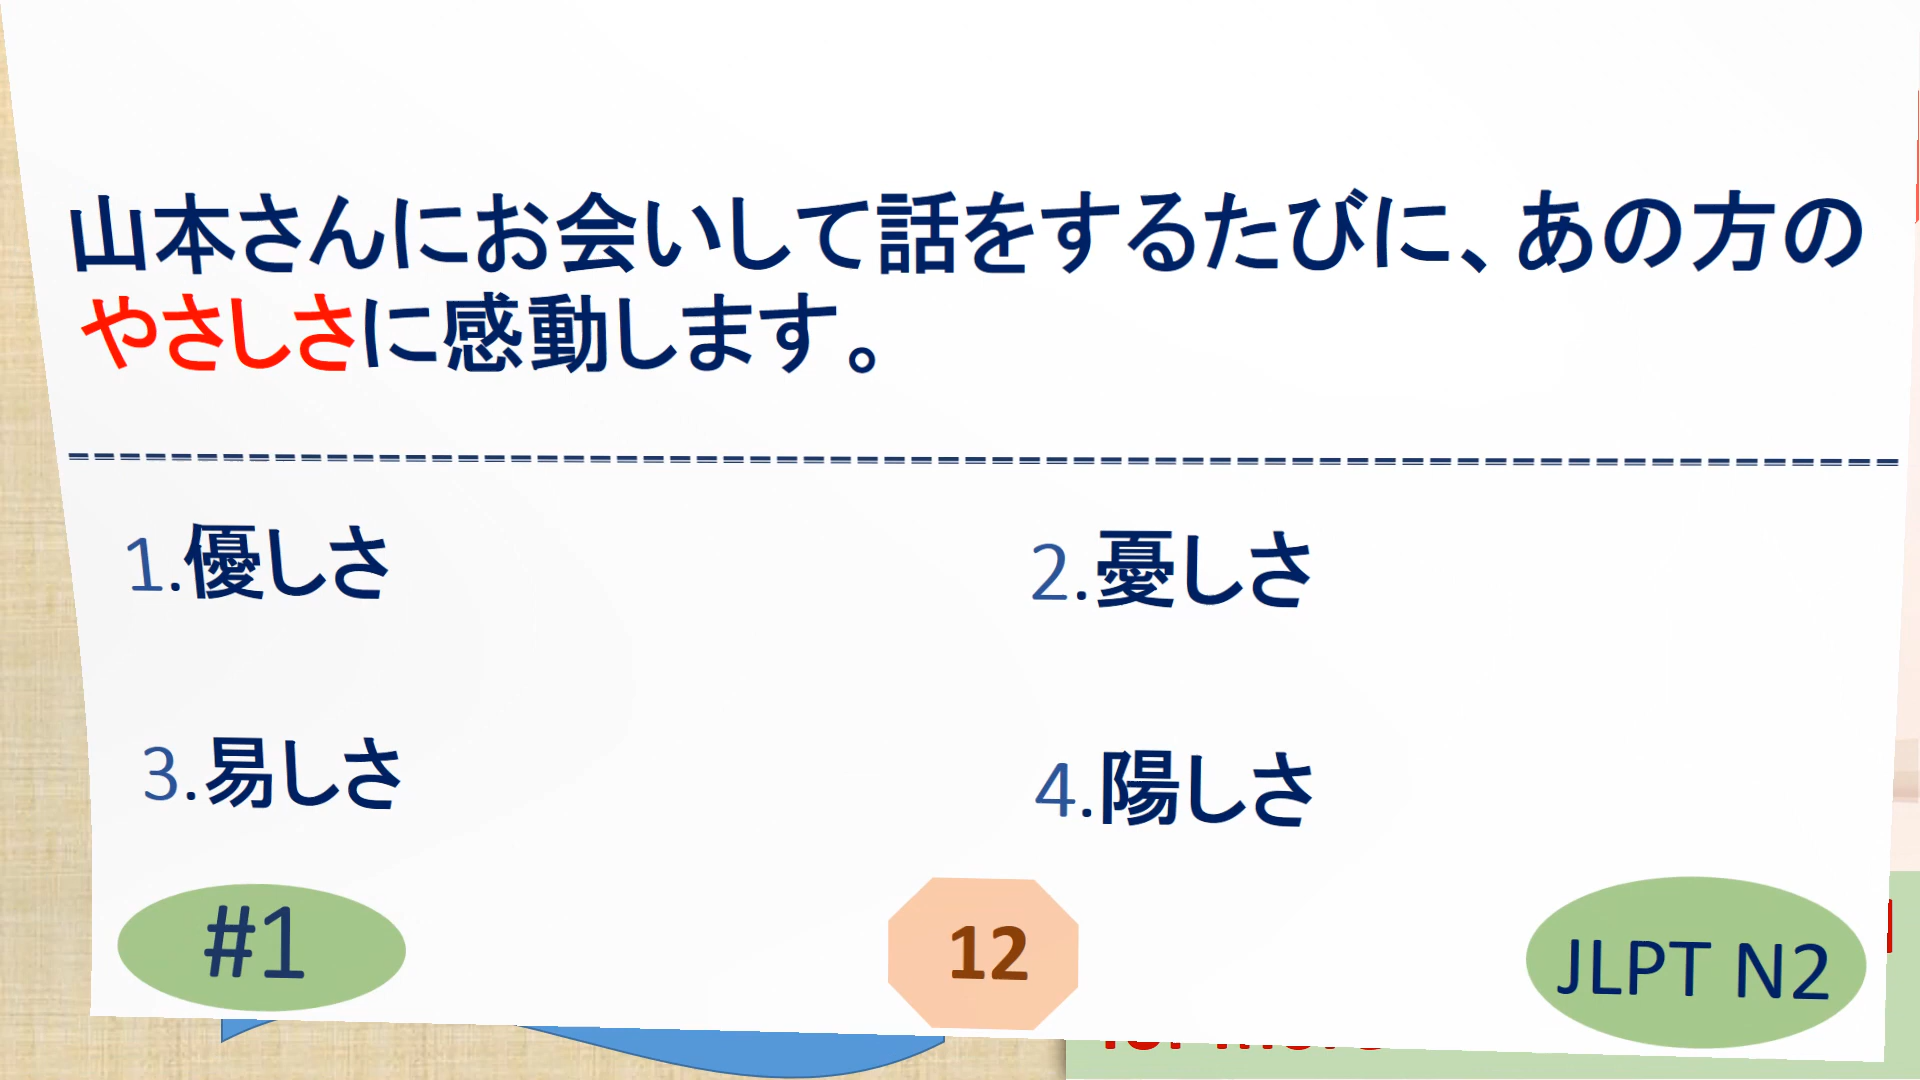 山本さんにお会いして話をするたびに、あの方の
やさしさに感動します。
1.優しさ
2.憂しさ
3.易しさ
4.陽しさ
#1
12
JLPT N2